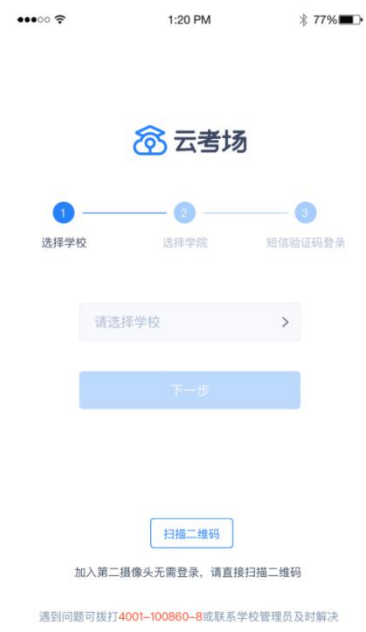 1:20 PM 77%
云考场
1 2 3
选择学校 选择学院 短信验证码登录
请选择学校
下一步
扫描二维码
加入第二摄像头无需登录，请直接扫描二维码
遇到问题可拨打4001-100860-8或联系学校管理员及时解决